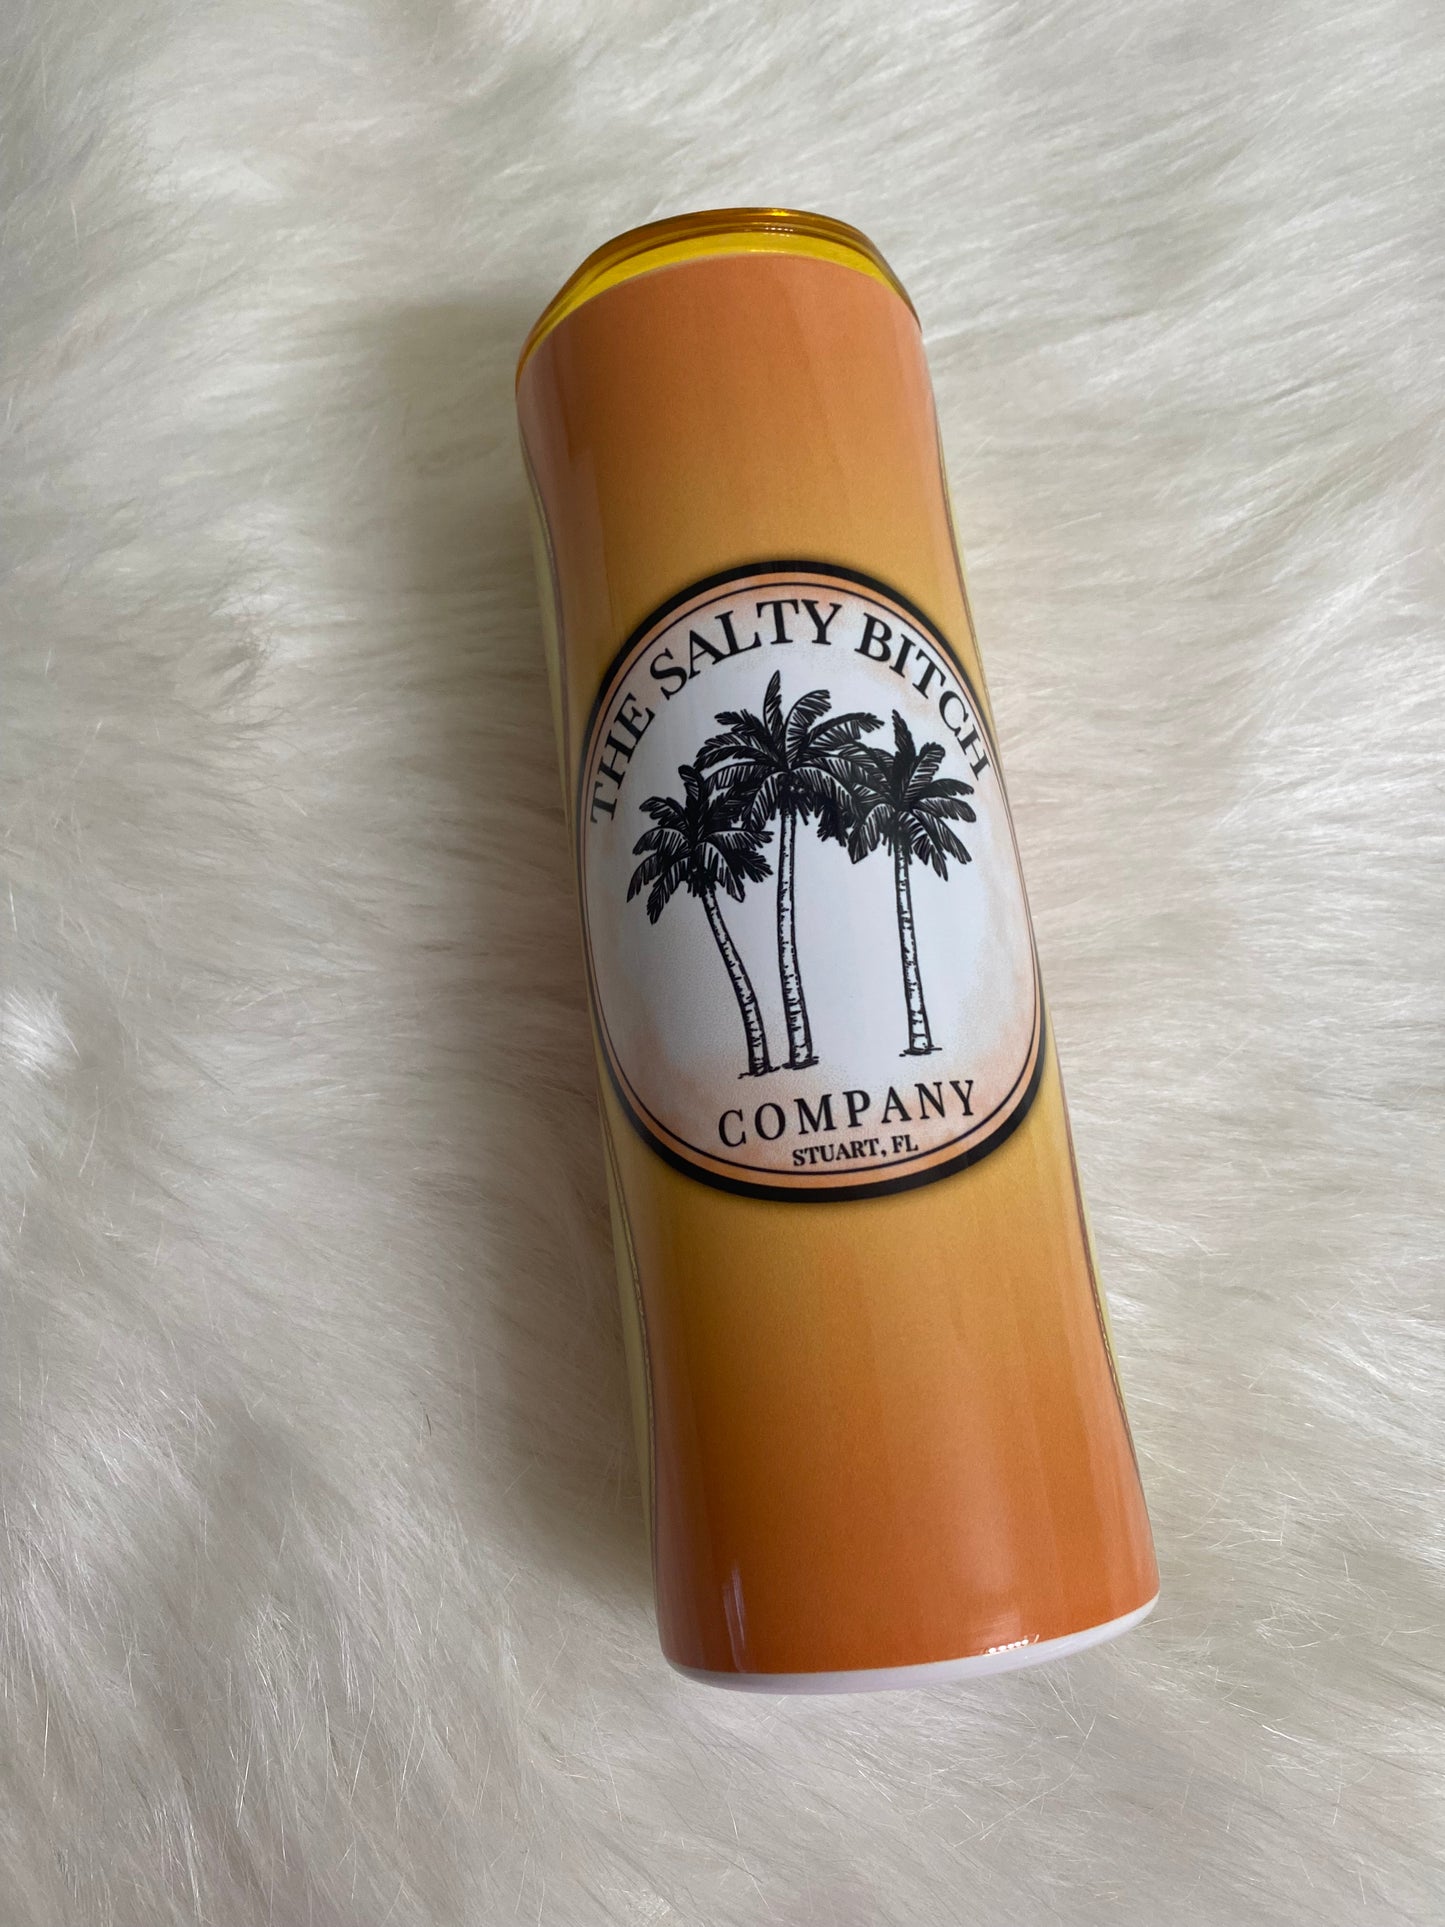 THE SALTY BITCH
COMPANY
STUART, FL